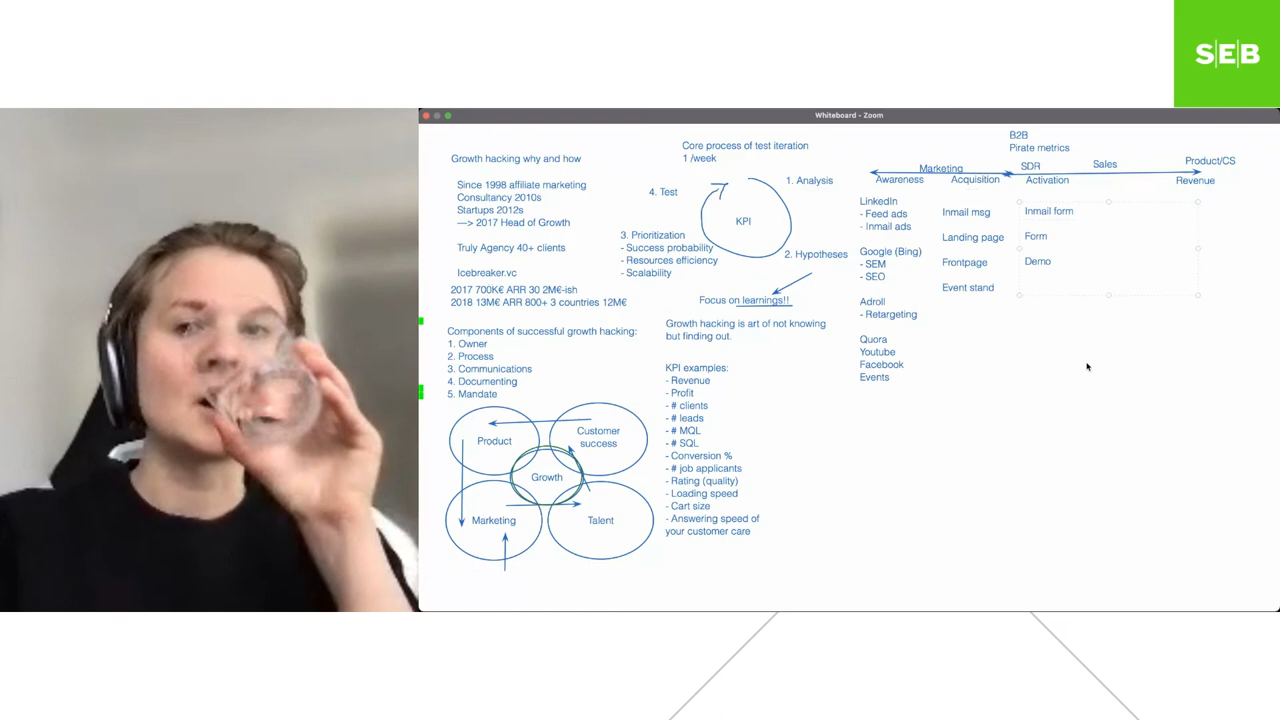 S|E|B
Whiteboard - Zoom
Growth hacking why and how
Since 1998 affiliate marketing
Consultancy 2010s
Startups 2012s
—> 2017 Head of Growth
Truly Agency 40+ clients
Icebreaker.vc
2017 700K€ ARR 30 2M€-ish
2018 13M€ ARR 800+ 3 countries 12M€
Components of successful growth hacking:
1. Owner
2. Process
3. Communications
4. Documenting
5. Mandate
Product
Customer
success
Growth
Marketing
Talent
Core process of test iteration
1 /week
1. Analysis
4. Test
KPI
3. Prioritization
- Success probability
- Resources efficiency
- Scalability
2. Hypotheses
Focus on learnings!!
Growth hacking is art of not knowing
but finding out.
KPI examples:
- Revenue
- Profit
- # clients
- # leads
- # MQL
- # SQL
- Conversion %
- # job applicants
- Rating (quality)
- Loading speed
- Cart size
- Answering speed of
your customer care
B2B
Pirate metrics
Marketing
SDR
Sales
Product/CS
Awareness
Acquisition
Activation
Revenue
LinkedIn
- Feed ads
- Inmail ads
Google (Bing)
- SEM
- SEO
Adroll
- Retargeting
Quora
Youtube
Facebook
Events
Inmail msg
Landing page
Frontpage
Event stand
Inmail form
Form
Demo